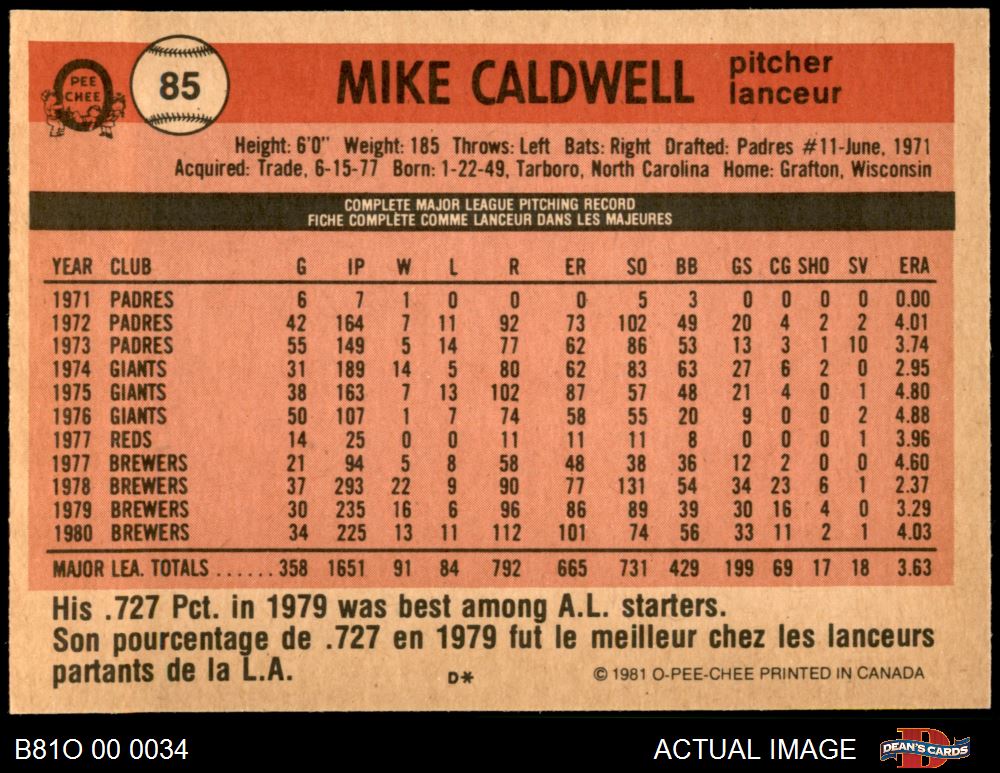 PEE
CHEE
85
MIKE CALDWELL
pitcher
lanceur
Height: 6'0" Weight: 185 Throws: Left Bats: Right Drafted: Padres #11-June, 1971
Acquired: Trade, 6-15-77 Born: 1-22-49, Tarboro, North Carolina Home: Grafton, Wisconsin
COMPLETE MAJOR LEAGUE PITCHING RECORD
FICHE COMPLÈTE COMME LANCEUR DANS LES MAJEURES
YEAR CLUB G IP W L R ER SO BB GS CG SHO SV ERA
1971 PADRES 6 7 1 0 0 0 5 3 0 0 0 0 0.00
1972 PADRES 42 164 7 11 92 73 102 49 20 4 2 2 4.01
1973 PADRES 55 149 5 14 77 62 86 53 13 3 1 10 3.74
1974 GIANTS 31 189 14 5 80 62 83 63 27 6 2 0 2.95
1975 GIANTS 38 163 7 13 102 87 57 48 21 4 0 1 4.80
1976 GIANTS 50 107 1 7 74 58 55 20 9 0 0 2 4.88
1977 REDS 14 25 0 0 11 11 11 8 0 0 0 1 3.96
1977 BREWERS 21 94 5 8 58 48 38 36 12 2 0 0 4.60
1978 BREWERS 37 293 22 9 90 77 131 54 34 23 6 1 2.37
1979 BREWERS 30 235 16 6 96 86 89 39 30 16 4 0 3.29
1980 BREWERS 34 225 13 11 112 101 74 56 33 11 2 1 4.03
MAJOR LEA. TOTALS ...... 358 1651 91 84 792 665 731 429 199 69 17 18 3.63
His .727 Pct. in 1979 was best among A.L. starters.
Son pourcentage de .727 en 1979 fut le meilleur chez les lanceurs
partants de la L.A.
D* © 1981 O-PEE-CHEE PRINTED IN CANADA
B81O 00 0034
ACTUAL IMAGE
DEAN'S CARDS